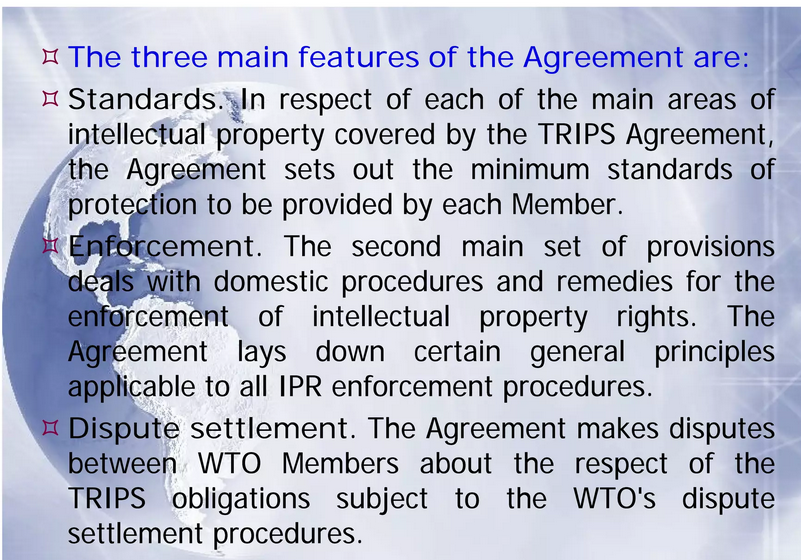 The three main features of the Agreement are:
Standards. In respect of each of the main areas of
intellectual property covered by the TRIPS Agreement,
the Agreement sets out the minimum standards of
protection to be provided by each Member.
Enforcement. The second main set of provisions
deals with domestic procedures and remedies for the
enforcement of intellectual property rights. The
Agreement lays down certain general principles
applicable to all IPR enforcement procedures.
Dispute settlement. The Agreement makes disputes
between WTO Members about the respect of the
TRIPS obligations subject to the WTO's dispute
settlement procedures.